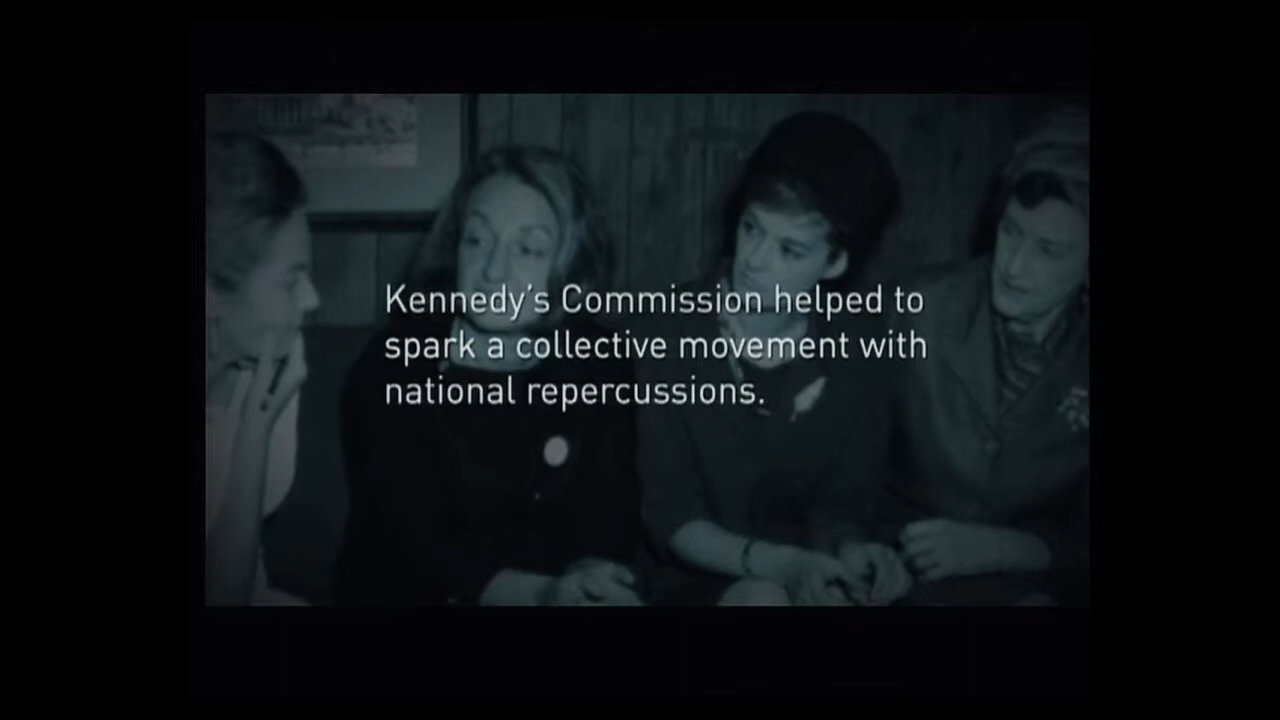 Kennedy’s Commission helped to
spark a collective movement with
national repercussions.